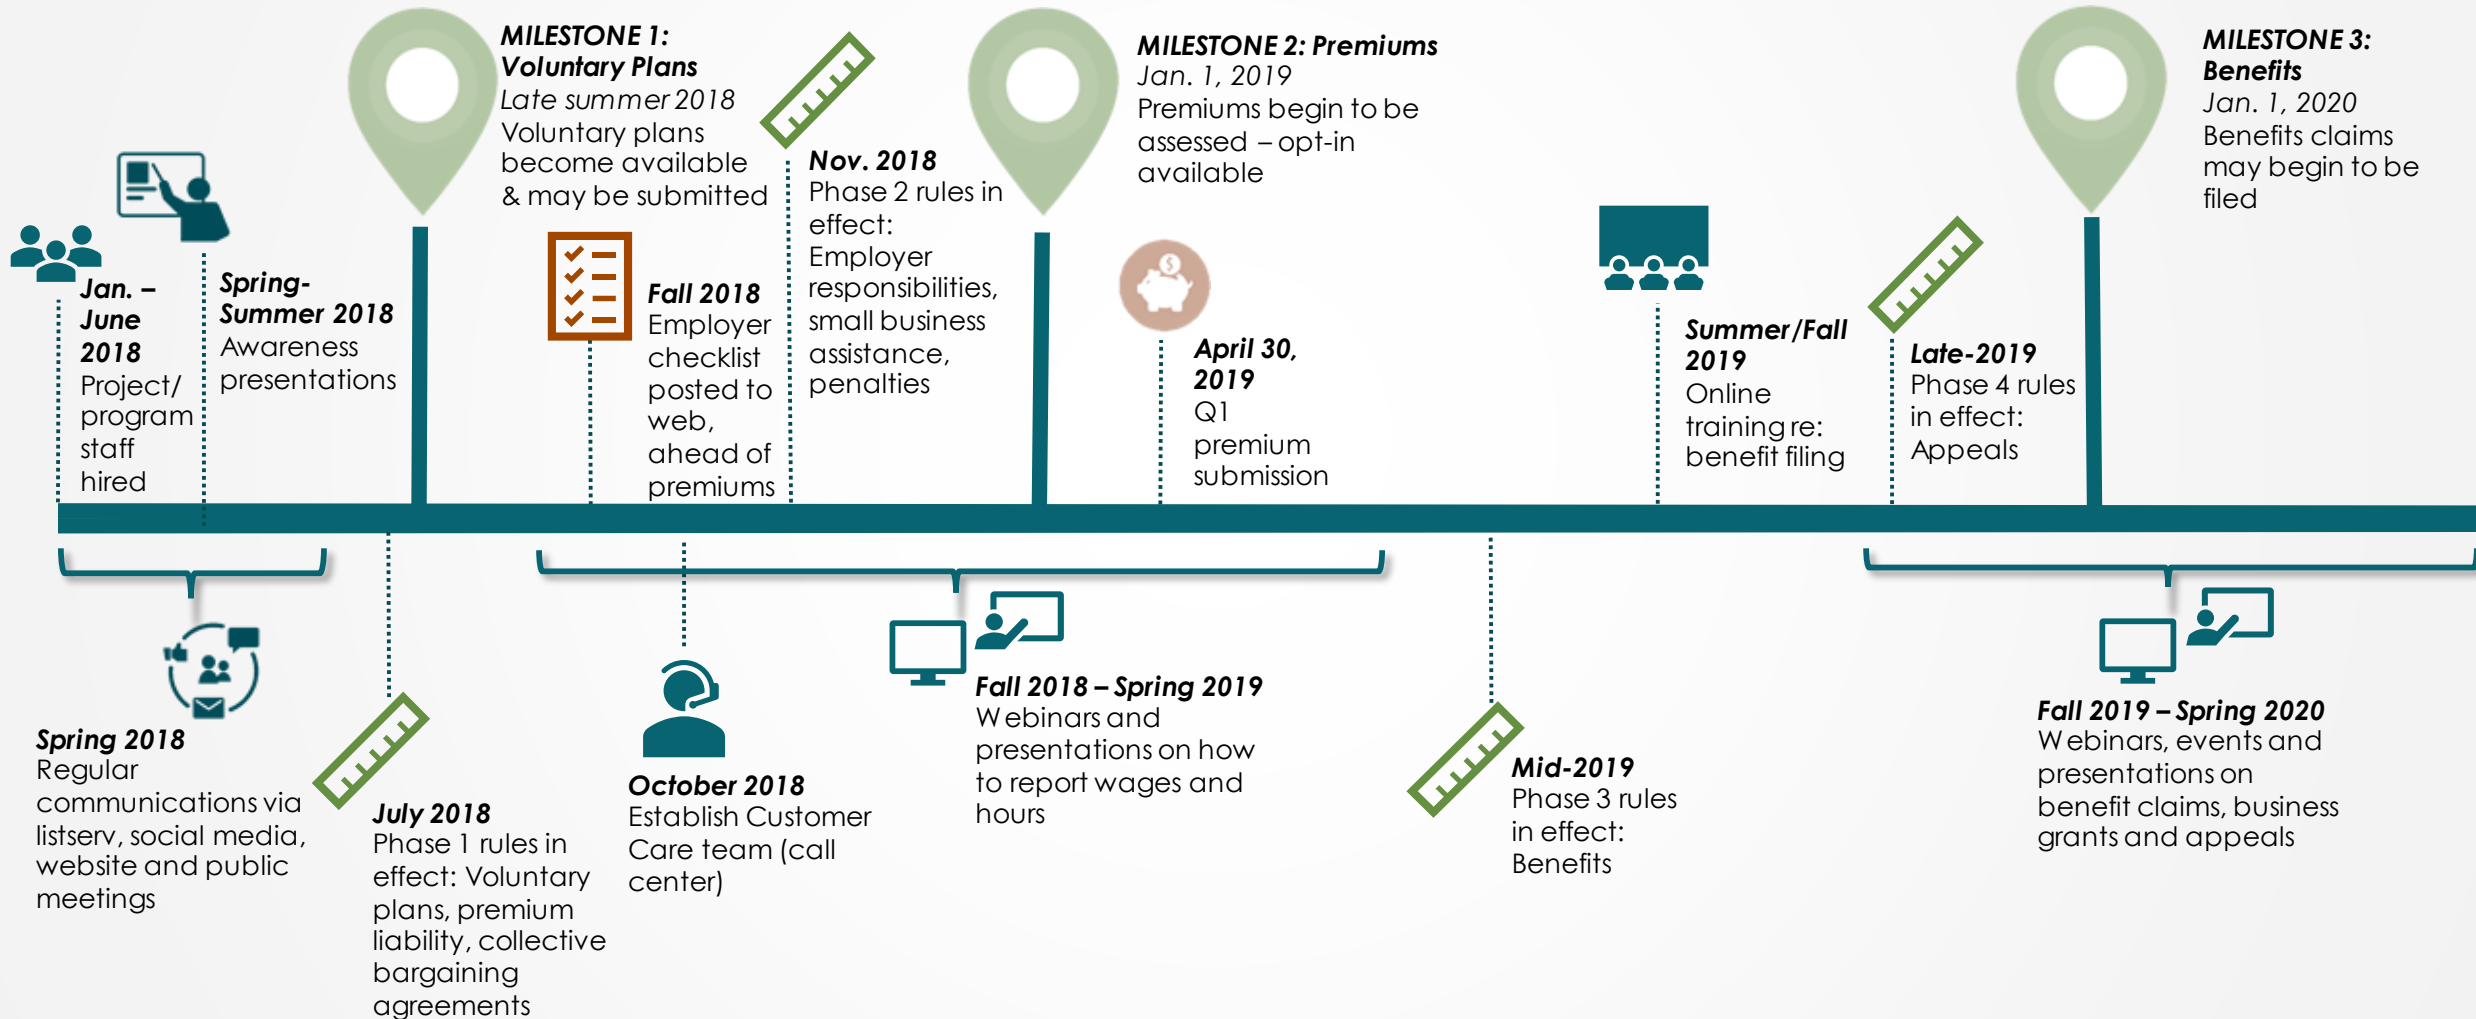 MILESTONE 1:
Voluntary Plans
Late summer 2018
Voluntary plans
become available
& may be submitted
MILESTONE 2: Premiums
Jan. 1, 2019
Premiums begin to be
assessed – opt-in
available
MILESTONE 3:
Benefits
Jan. 1, 2020
Benefits claims
may begin to be
filed
Jan. –
June
2018
Project/
program
staff
hired
Spring-
Summer 2018
Awareness
presentations
Fall 2018
Employer
checklist
posted to
web,
ahead of
premiums
Nov. 2018
Phase 2 rules in
effect:
Employer
responsibilities,
small business
assistance,
penalties
April 30,
2019
Q1
premium
submission
Summer/Fall
2019
Online
training re:
benefit filing
Late-2019
Phase 4 rules
in effect:
Appeals
Spring 2018
Regular
communications via
listserv, social media,
website and public
meetings
July 2018
Phase 1 rules in
effect: Voluntary
plans, premium
liability, collective
bargaining
agreements
October 2018
Establish Customer
Care team (call
center)
Fall 2018 – Spring 2019
Webinars and
presentations on how
to report wages and
hours
Mid-2019
Phase 3 rules
in effect:
Benefits
Fall 2019 – Spring 2020
Webinars, events and
presentations on
benefit claims, business
grants and appeals